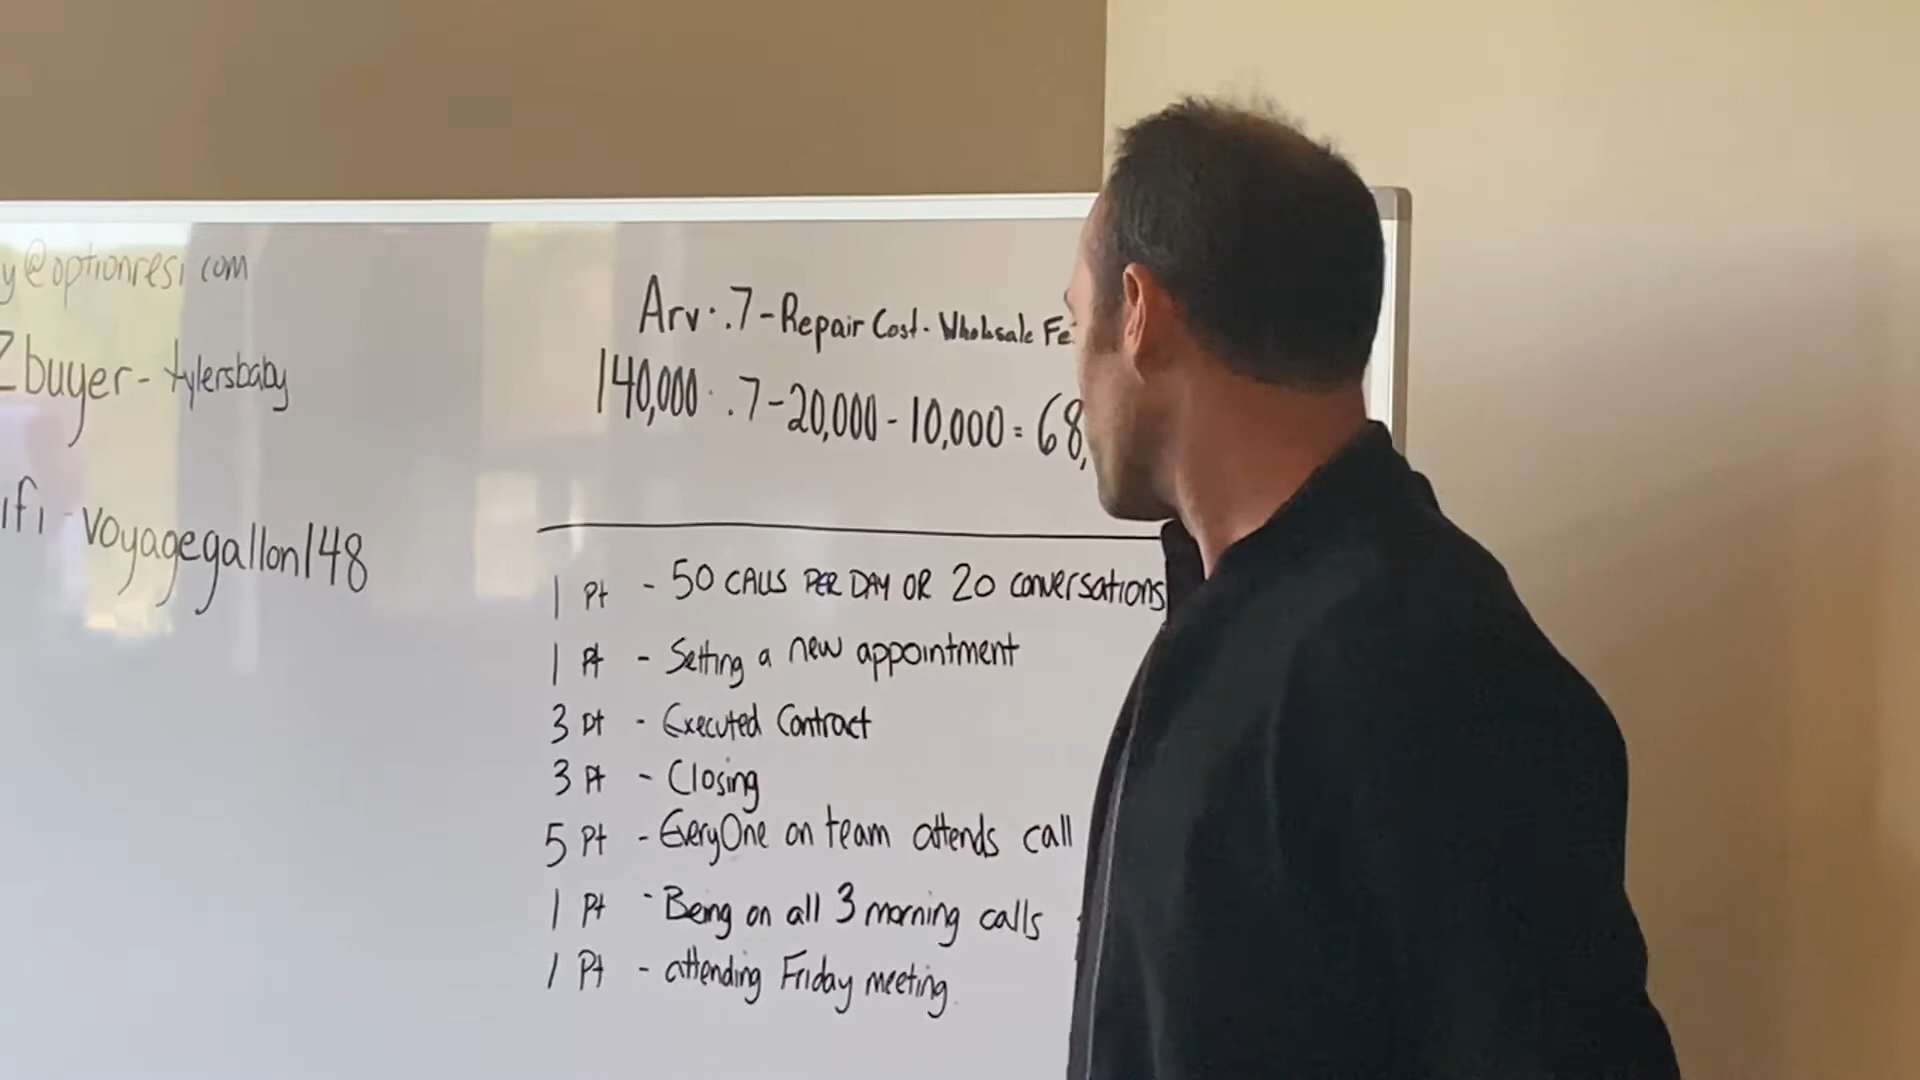 y@optionresi com
Zbuyer - tylersbaby
ifi - voyagegallon148
Arv · .7 - Repair Cost - Wholesale Fe
140,000 · .7 - 20,000 - 10,000 = 68,
1 Pt - 50 CALLS PER DAY OR 20 conversations
1 Pt - Setting a new appointment
3 Pt - Executed Contract
3 Pt - Closing
5 Pt - EveryOne on team attends call
1 Pt - Being on all 3 morning calls
1 Pt - attending Friday meeting